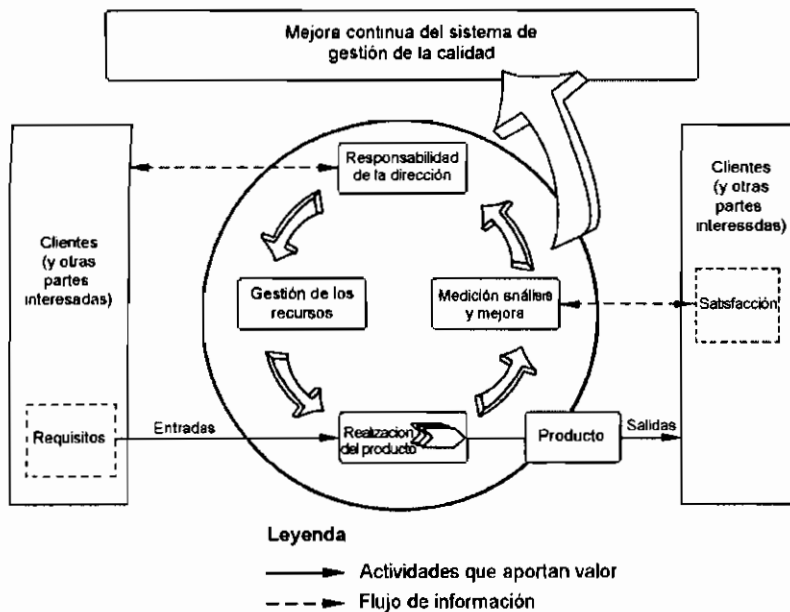 Mejora continua del sistema de
gestión de la calidad
Responsabilidad
de la dirección
Clientes
(y otras
partes
interesadas)
Clientes
(y otras
partes
interesadas)
Gestión de los
recursos
Medición análisis
y mejora
Satisfacción
Requisitos
Entradas
Realizacion
del producto
Producto
Salidas
Leyenda
Actividades que aportan valor
Flujo de información